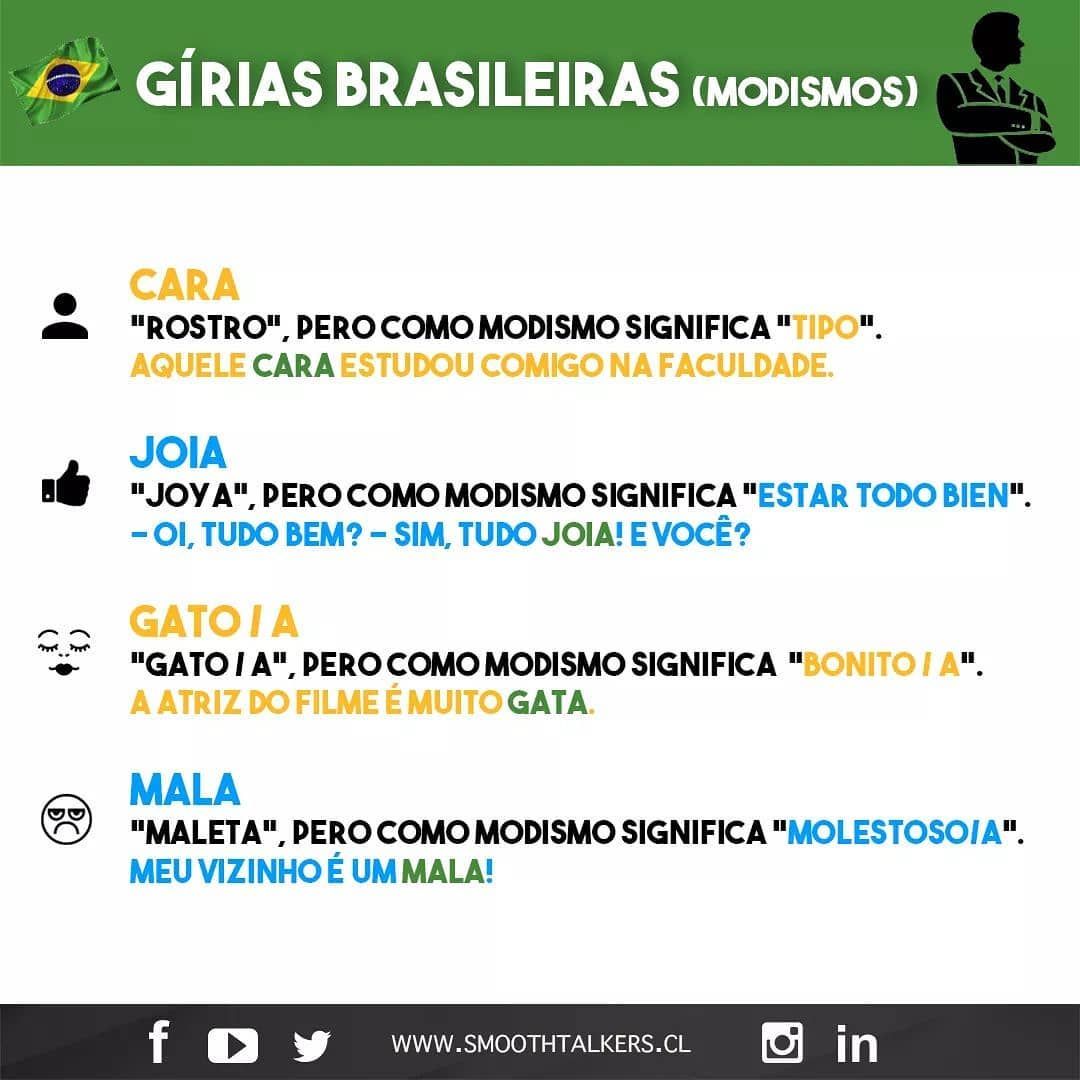 GÍRIAS BRASILEIRAS (MODISMOS)
CARA
"ROSTRO", PERO COMO MODISMO SIGNIFICA "TIPO".
AQUELE CARA ESTUDOU COMIGO NA FACULDADE.
JOIA
"JOYA", PERO COMO MODISMO SIGNIFICA "ESTAR TODO BIEN".
- OI, TUDO BEM? - SIM, TUDO JOIA! E VOCÊ?
GATO / A
"GATO / A", PERO COMO MODISMO SIGNIFICA "BONITO / A".
A ATRIZ DO FILME É MUITO GATA.
MALA
"MALETA", PERO COMO MODISMO SIGNIFICA "MOLESTOSO/A".
MEU VIZINHO É UM MALA!
WWW.SMOOTHTALKERS.CL